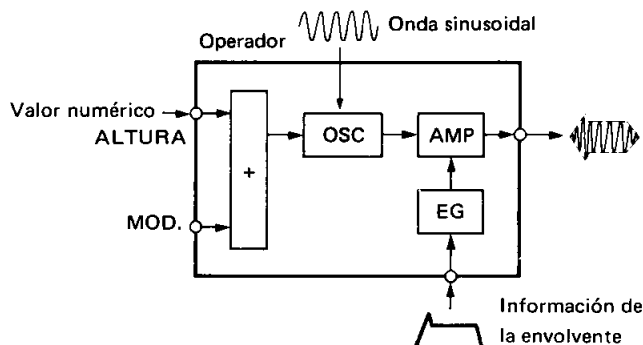 Operador
Onda sinusoidal
Valor numérico
ALTURA
+
OSC
AMP
MOD.
EG
Información de
la envolvente